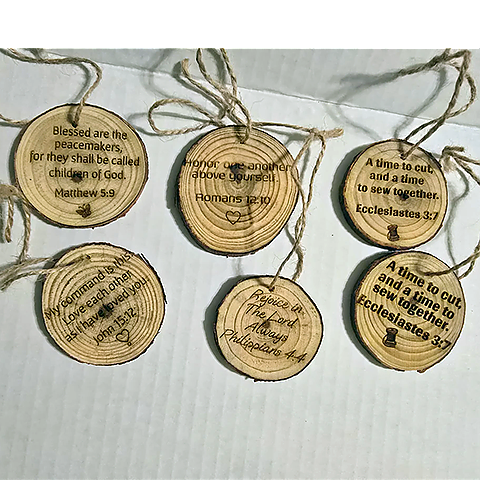 Blessed are the
peacemakers,
for they shall be called
children of God.
Matthew 5:9
Honor one another
above yourself
Romans 12:10
A time to cut,
and a time
to sew together.
Ecclesiastes 3:7
My command is this
Love each other
as I have loved you
John 15:12
Rejoice in
The Lord
Always
Philippians 4:4
A time to cut,
and a time to
sew together.
Ecclesiastes 3:7